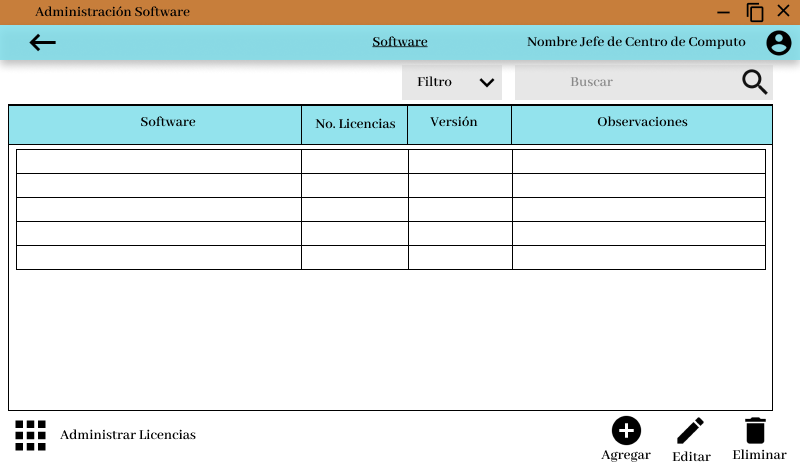 Administración Software
Software
Nombre Jefe de Centro de Computo
Filtro
Buscar
Software
No. Licencias
Versión
Observaciones
Administrar Licencias
Agregar
Editar
Eliminar